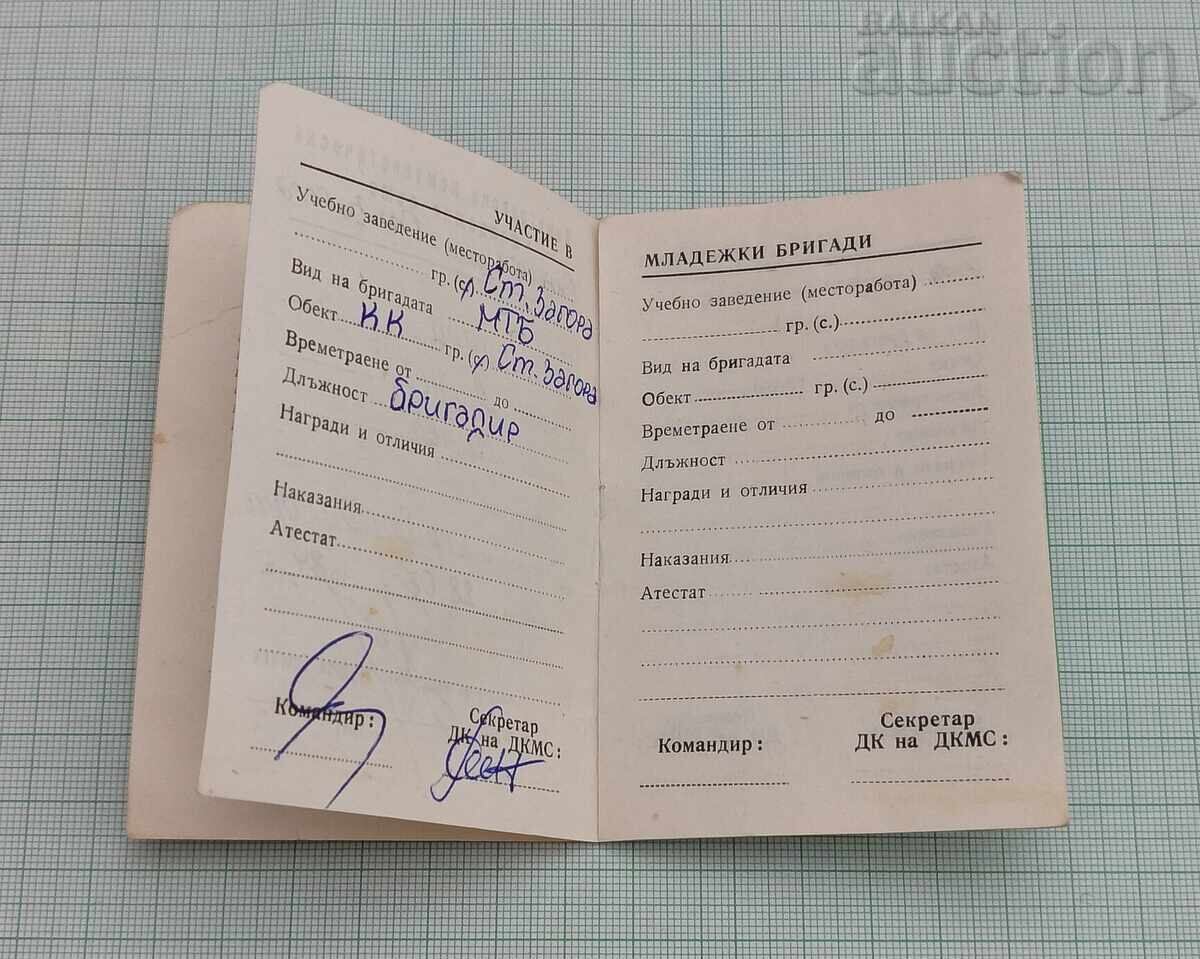 BALKAN
auction
УЧАСТИЕ В
Учебно заведение (месторабота)
гр. (с). Ст. Загора
Вид на бригадата МТБ
Обект КК гр. (с) Ст. Загора
Времетраене от до
Длъжност бригадир
Награди и отличия
Наказания
Атестат
Командир:
Секретар
ДК на ДКМС:
МЛАДЕЖКИ БРИГАДИ
Учебно заведение (месторабота)
гр. (с.)
Вид на бригадата
Обект гр. (с.)
Времетраене от до
Длъжност
Награди и отличия
Наказания
Атестат
Командир:
Секретар
ДК на ДКМС: